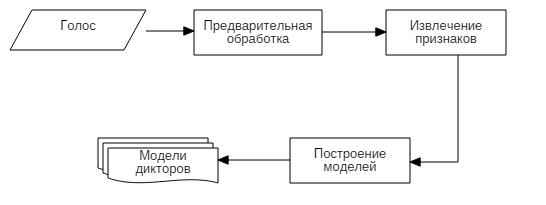 Голос
Предварительная
обработка
Извлечение
признаков
Построение
моделей
Модели
дикторов